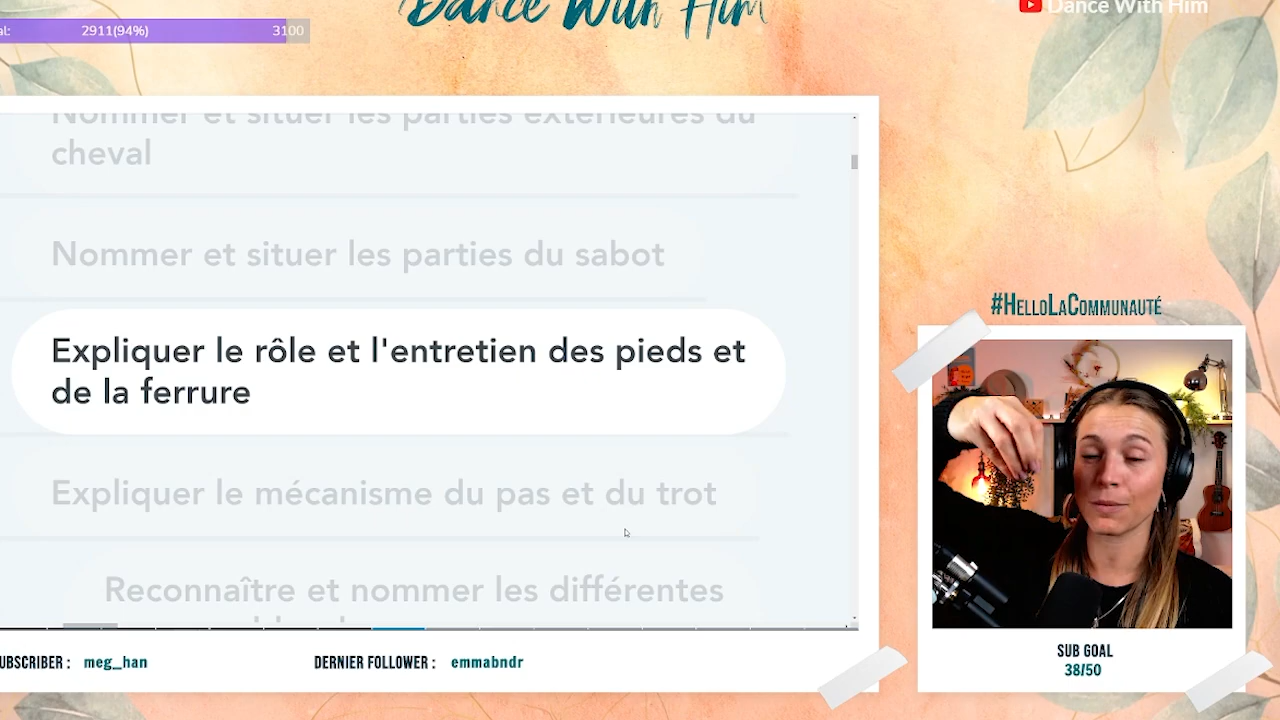 Dance With Him
Dance With Him
al: 2911(94%) 3100
Nommer et situer les parties extérieures du
cheval
Nommer et situer les parties du sabot
Expliquer le rôle et l'entretien des pieds et
de la ferrure
Expliquer le mécanisme du pas et du trot
Reconnaître et nommer les différentes
#HelloLaCommunauté
UBSCRIBER : meg_han
DERNIER FOLLOWER : emmabndr
SUB GOAL
38/50